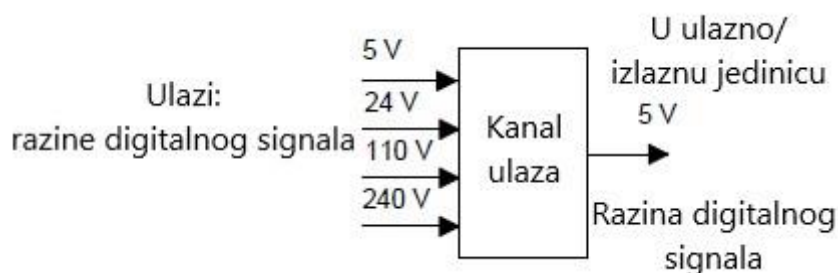 Ulazi:
razine digitalnog signala
5 V
24 V
110 V
240 V
Kanal
ulaza
U ulazno/
izlaznu jedinicu
5 V
Razina digitalnog
signala